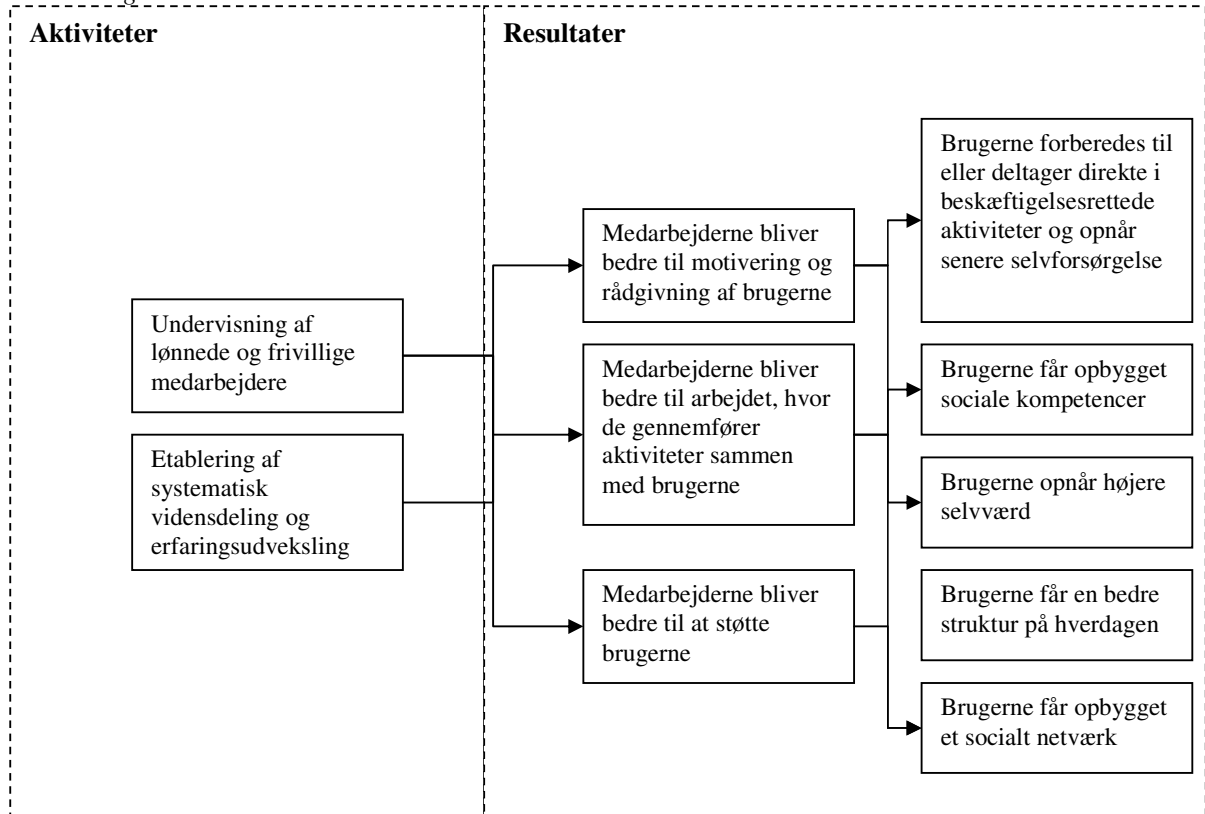 Aktiviteter
Resultater
Undervisning af
lønnede og frivillige
medarbejdere
Etablering af
systematisk
vidensdeling og
erfaringsudveksling
Medarbejderne bliver
bedre til motivering og
rådgivning af brugerne
Medarbejderne bliver
bedre til arbejdet, hvor
de gennemfører
aktiviteter sammen
med brugerne
Medarbejderne bliver
bedre til at støtte
brugerne
Brugerne forberedes til
eller deltager direkte i
beskæftigelsesrettede
aktiviteter og opnår
senere selvforsørgelse
Brugerne får opbygget
sociale kompetencer
Brugerne opnår højere
selvværd
Brugerne får en bedre
struktur på hverdagen
Brugerne får opbygget
et socialt netværk